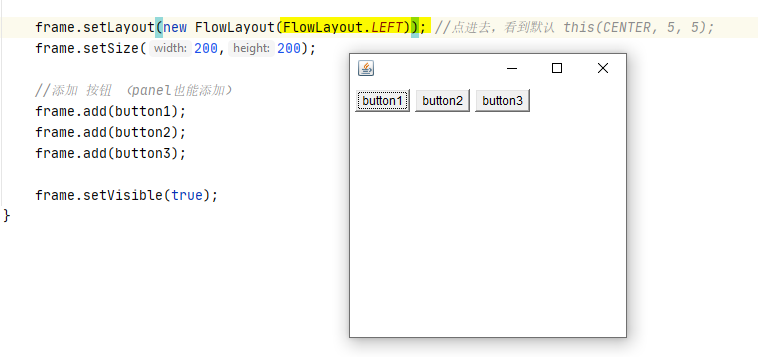 frame.setLayout(new FlowLayout(FlowLayout.LEFT)); //点进去，看到默认 this(CENTER, 5, 5);
frame.setSize( width: 200, height: 200);
//添加 按钮 （panel也能添加）
frame.add(button1);
frame.add(button2);
frame.add(button3);
frame.setVisible(true);
}
button1 button2 button3